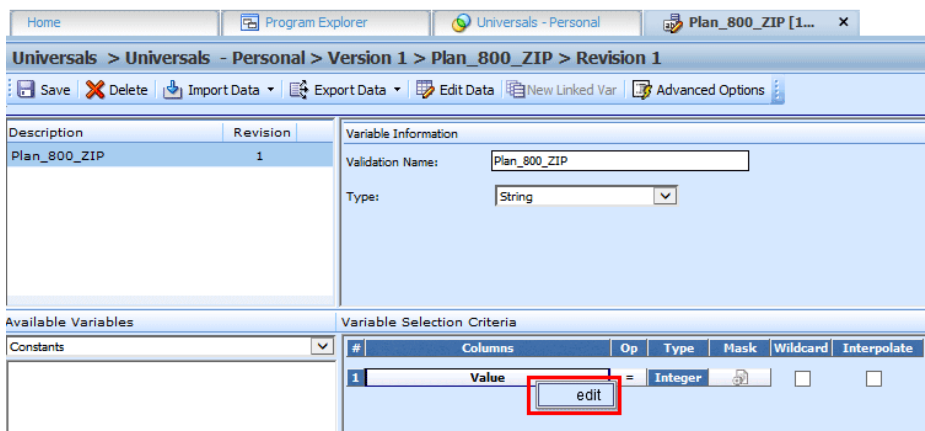 Home Program Explorer Universals - Personal Plan_800_ZIP [1... ×
Universals > Universals - Personal > Version 1 > Plan_800_ZIP > Revision 1
Save Delete Import Data Export Data Edit Data New Linked Var Advanced Options
Description Revision
Plan_800_ZIP 1
Variable Information
Validation Name: Plan_800_ZIP
Type: String
Available Variables
Constants
Variable Selection Criteria
# Columns Op Type Mask Wildcard Interpolate
1 Value = Integer
edit